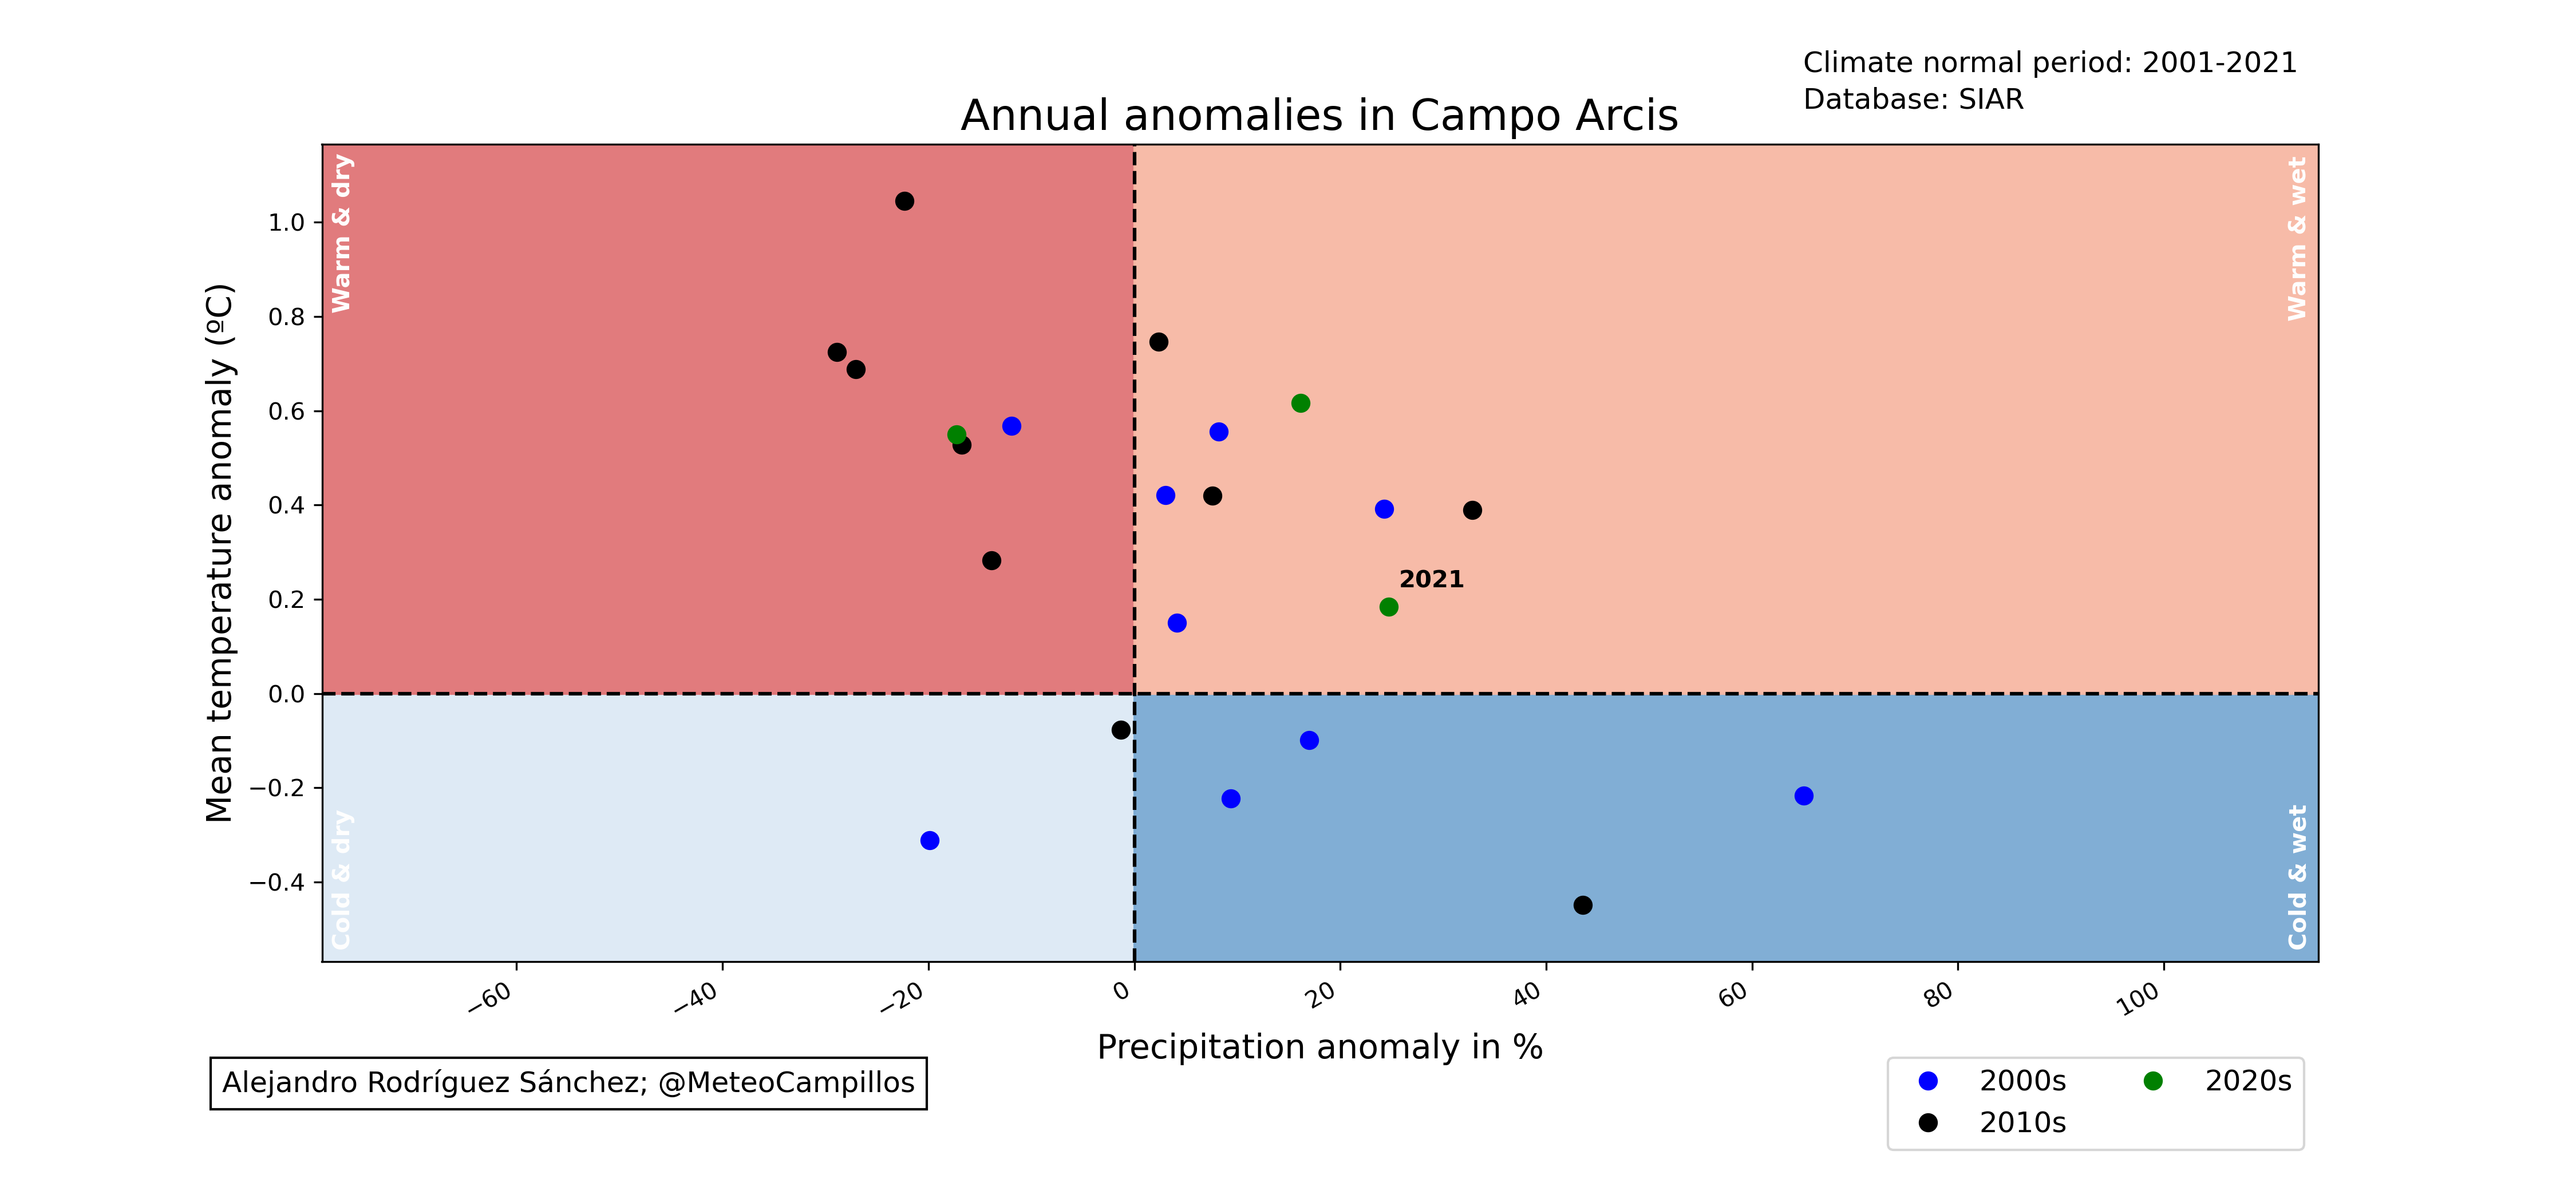 Climate normal period: 2001-2021
Database: SIAR
Annual anomalies in Campo Arcis
Warm & dry
Warm & wet
Mean temperature anomaly (ºC)
1.0
0.8
0.6
0.4
0.2
0.0
−0.2
−0.4
2021
Cold & dry
Cold & wet
−60
−40
−20
0
20
40
60
80
100
Precipitation anomaly in %
Alejandro Rodríguez Sánchez; @MeteoCampillos
2000s
2010s
2020s